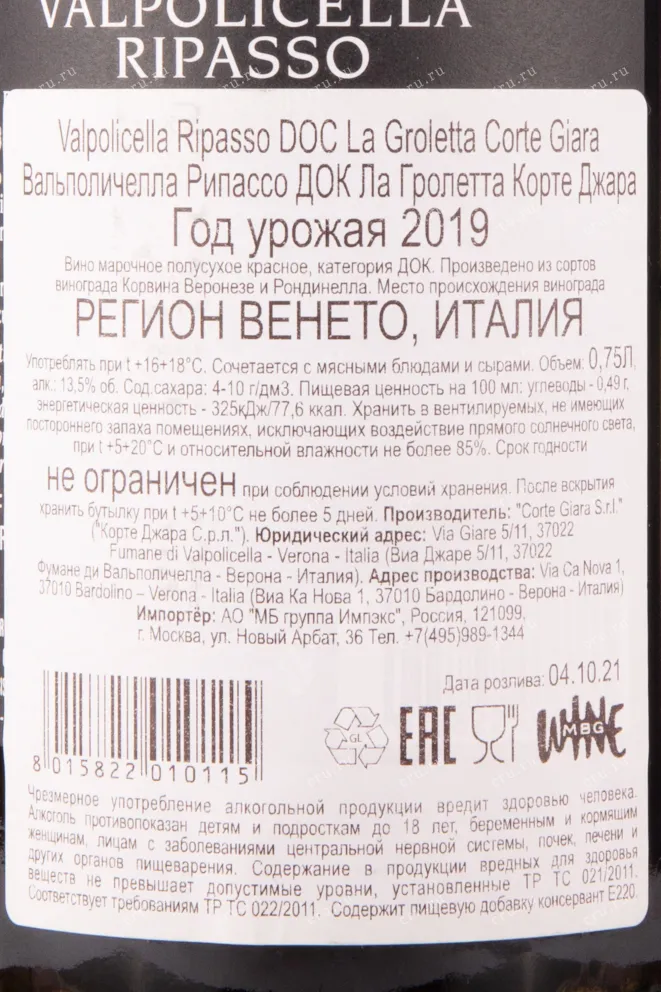 VALPOLICELLA
RIPASSO
Valpolicella Ripasso DOC La Groletta Corte Giara
Вальполичелла Рипассо ДОК Ла Гролетта Корте Джара
Год урожая 2019
Вино марочное полусухое красное, категория ДОК. Произведено из сортов
винограда Корвина Веронезе и Рондинелла. Место происхождения винограда
РЕГИОН ВЕНЕТО, ИТАЛИЯ
Употреблять при t +16+18°С. Сочетается с мясными блюдами и сырами. Объем: 0,75Л,
алк.: 13,5% об. Сод.сахара: 4-10 г/дм3. Пищевая ценность на 100 мл: углеводы - 0,49 г,
энергетическая ценность - 325кДж/77,6 ккал. Хранить в вентилируемых, не имеющих
постороннего запаха помещениях, исключающих воздействие прямого солнечного света,
при t +5+20°С и относительной влажности не более 85%. Срок годности
не ограничен при соблюдении условий хранения. После вскрытия
хранить бутылку при t +5+10°С не более 5 дней. Производитель: "Corte Giara S.r.l."
("Корте Джара С.р.л."). Юридический адрес: Via Giare 5/11, 37022
Fumane di Valpolicella - Verona - Italia (Виа Джаре 5/11, 37022
Фумане ди Вальполичелла - Верона - Италия). Адрес производства: Via Ca Nova 1,
37010 Bardolino – Verona - Italia (Виа Ка Нова 1, 37010 Бардолино - Верона - Италия)
Импортёр: АО "МБ группа Импэкс", Россия, 121099,
г. Москва, ул. Новый Арбат, 36 Тел. +7(495)989-1344
Дата розлива: 04.10.21
GL
EAC
WINE
MBG
8 015822 010115
Чрезмерное употребление алкогольной продукции вредит здоровью человека.
Алкоголь противопоказан детям и подросткам до 18 лет, беременным и кормящим
женщинам, лицам с заболеваниями центральной нервной системы, почек, печени и
других органов пищеварения. Содержание в продукции вредных для здоровья
веществ не превышает допустимые уровни, установленные ТР ТС 021/2011.
Соответствует требованиям ТР ТС 022/2011. Содержит пищевую добавку консервант Е220.